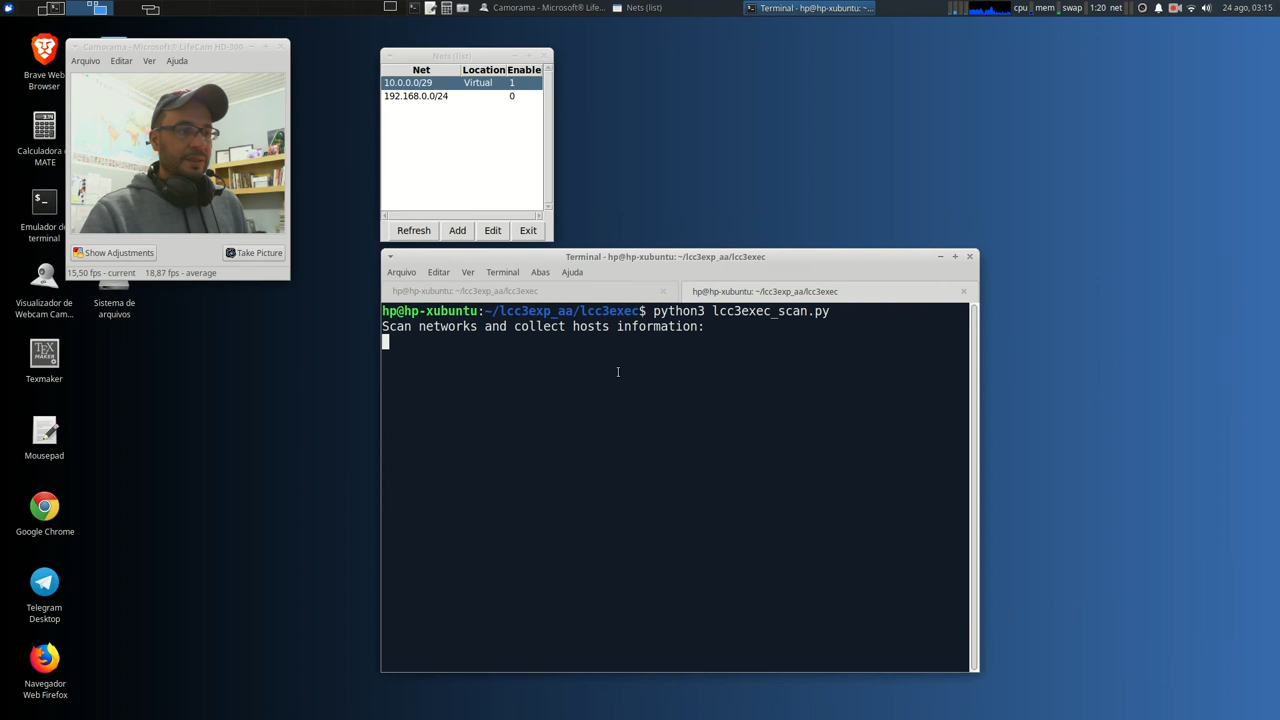 Camorama - Microsoft® Life...
Nets (list)
Terminal - hp@hp-xubuntu: ~...
cpu
mem
swap
1:20 net
24 ago, 03:15
Brave Web
Browser
Calculadora
MATE
Emulador d
terminal
Visualizador de
Webcam Cam...
Sistema de
arquivos
Texmaker
Mousepad
Google Chrome
Telegram
Desktop
Navegador
Web Firefox
Camorama - Microsoft® LifeCam HD-300
Arquivo Editar Ver Ajuda
Show Adjustments Take Picture
15,50 fps - current 18,87 fps - average
Nets (list)
Net Location Enable
10.0.0.0/29 Virtual 1
192.168.0.0/24 0
Refresh Add Edit Exit
Terminal - hp@hp-xubuntu: ~/lcc3exp_aa/lcc3exec
Arquivo Editar Ver Terminal Abas Ajuda
hp@hp-xubuntu: ~/lcc3exp_aa/lcc3exec hp@hp-xubuntu: ~/lcc3exp_aa/lcc3exec
hp@hp-xubuntu:~/lcc3exp_aa/lcc3exec$ python3 lcc3exec_scan.py
Scan networks and collect hosts information: